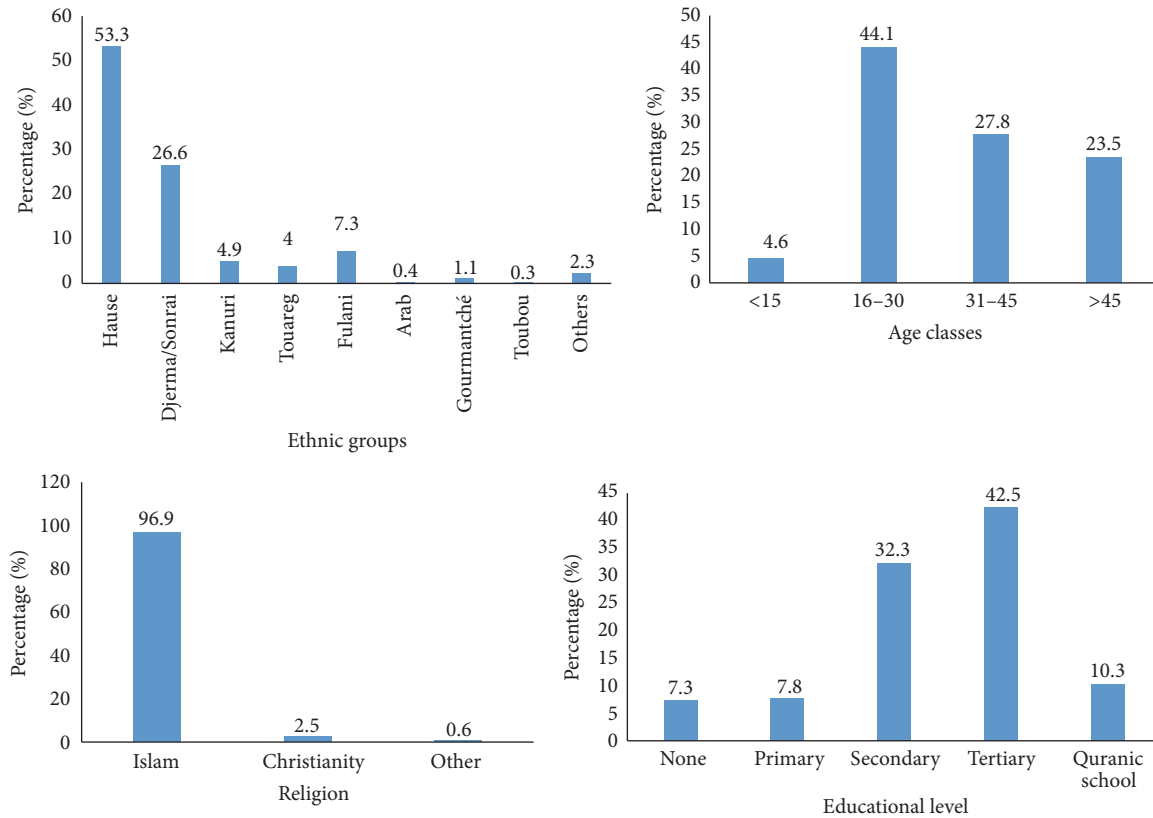 Percentage (%)
60
50
40
30
20
10
0
53.3
26.6
4.9
4
7.3
0.4
1.1
0.3
2.3
Hause
Djerma/Sonrai
Kanuri
Touareg
Fulani
Arab
Gourmantché
Toubou
Others
Ethnic groups
Percentage (%)
50
45
40
35
30
25
20
15
10
5
0
4.6
44.1
27.8
23.5
<15
16–30
31–45
>45
Age classes
Percentage (%)
120
100
80
60
40
20
0
96.9
2.5
0.6
Islam
Christianity
Other
Religion
Percentage (%)
45
40
35
30
25
20
15
10
5
0
7.3
7.8
32.3
42.5
10.3
None
Primary
Secondary
Tertiary
Quranic
school
Educational level